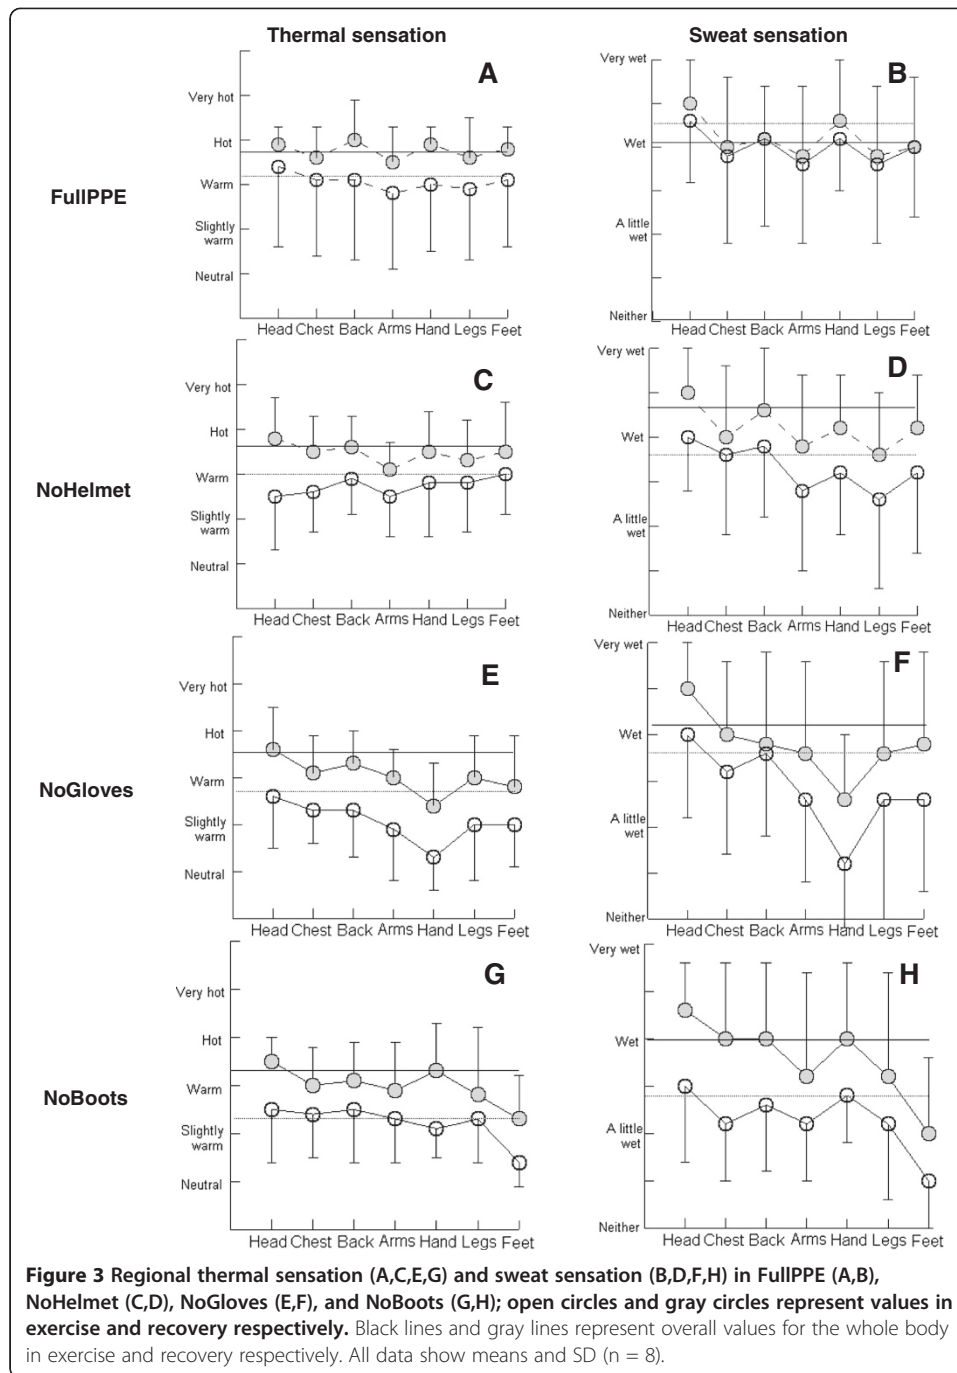 Thermal sensation
Sweat sensation
FullPPE
A
Very hot
Hot
Warm
Slightly
warm
Neutral
Head Chest Back Arms Hand Legs Feet
B
Very wet
Wet
A little
wet
Neither
Head Chest Back Arms Hand Legs Feet
NoHelmet
C
Very hot
Hot
Warm
Slightly
warm
Neutral
Head Chest Back Arms Hand Legs Feet
D
Very wet
Wet
A little
wet
Neither
Head Chest Back Arms Hand Legs Feet
NoGloves
E
Very hot
Hot
Warm
Slightly
warm
Neutral
Head Chest Back Arms Hand Legs Feet
F
Very wet
Wet
A little
wet
Neither
Head Chest Back Arms Hand Legs Feet
NoBoots
G
Very hot
Hot
Warm
Slightly
warm
Neutral
Head Chest Back Arms Hand Legs Feet
H
Very wet
Wet
A little
wet
Neither
Head Chest Back Arms Hand Legs Feet
Figure 3 Regional thermal sensation (A,C,E,G) and sweat sensation (B,D,F,H) in FullPPE (A,B),
NoHelmet (C,D), NoGloves (E,F), and NoBoots (G,H); open circles and gray circles represent values in
exercise and recovery respectively. Black lines and gray lines represent overall values for the whole body
in exercise and recovery respectively. All data show means and SD (n = 8).